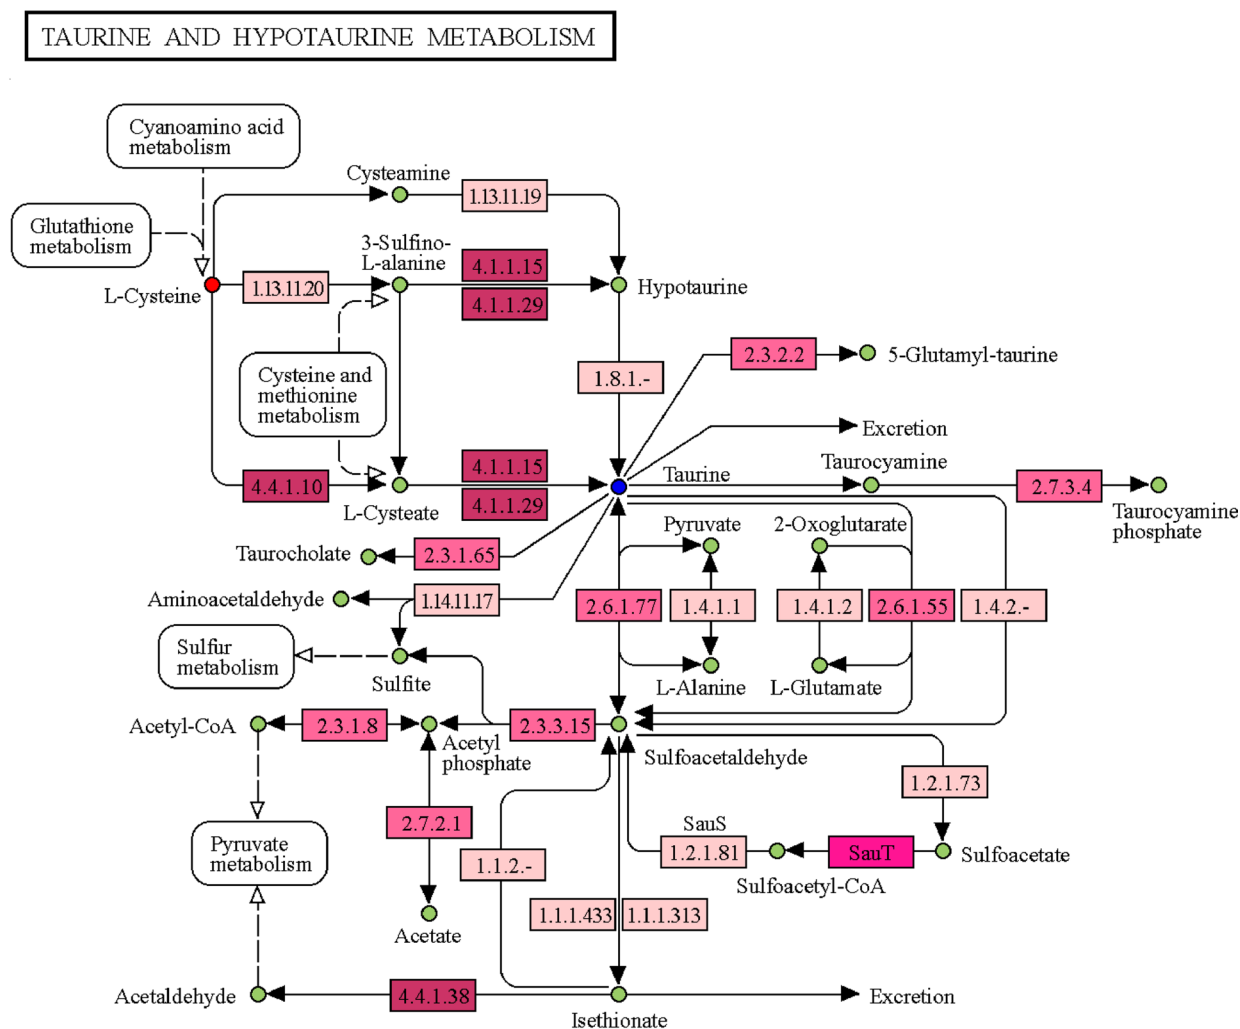 TAURINE AND HYPOTAURINE METABOLISM
Cyanoamino acid
metabolism
Cysteamine
1.13.11.19
Glutathione
metabolism
3-Sulfino-
L-alanine
4.1.1.15
L-Cysteine
1.13.11.20
4.1.1.29
Hypotaurine
Cysteine and
methionine
metabolism
1.8.1.-
2.3.2.2
5-Glutamyl-taurine
Excretion
4.4.1.10
L-Cysteate
4.1.1.15
4.1.1.29
Taurine
Taurocyamine
2.7.3.4
Taurocyamine
phosphate
Taurocholate
2.3.1.65
Pyruvate
2-Oxoglutarate
Aminoacetaldehyde
1.14.11.17
2.6.1.77
1.4.1.1
1.4.1.2
2.6.1.55
1.4.2.-
Sulfur
metabolism
Sulfite
L-Alanine
L-Glutamate
Acetyl-CoA
2.3.1.8
Acetyl
phosphate
2.3.3.15
Sulfoacetaldehyde
1.2.1.73
2.7.2.1
Pyruvate
metabolism
1.1.2.-
SauS
1.2.1.81
SauT
Sulfoacetate
Sulfoacetyl-CoA
1.1.1.433
1.1.1.313
Acetate
Acetaldehyde
4.4.1.38
Isethionate
Excretion